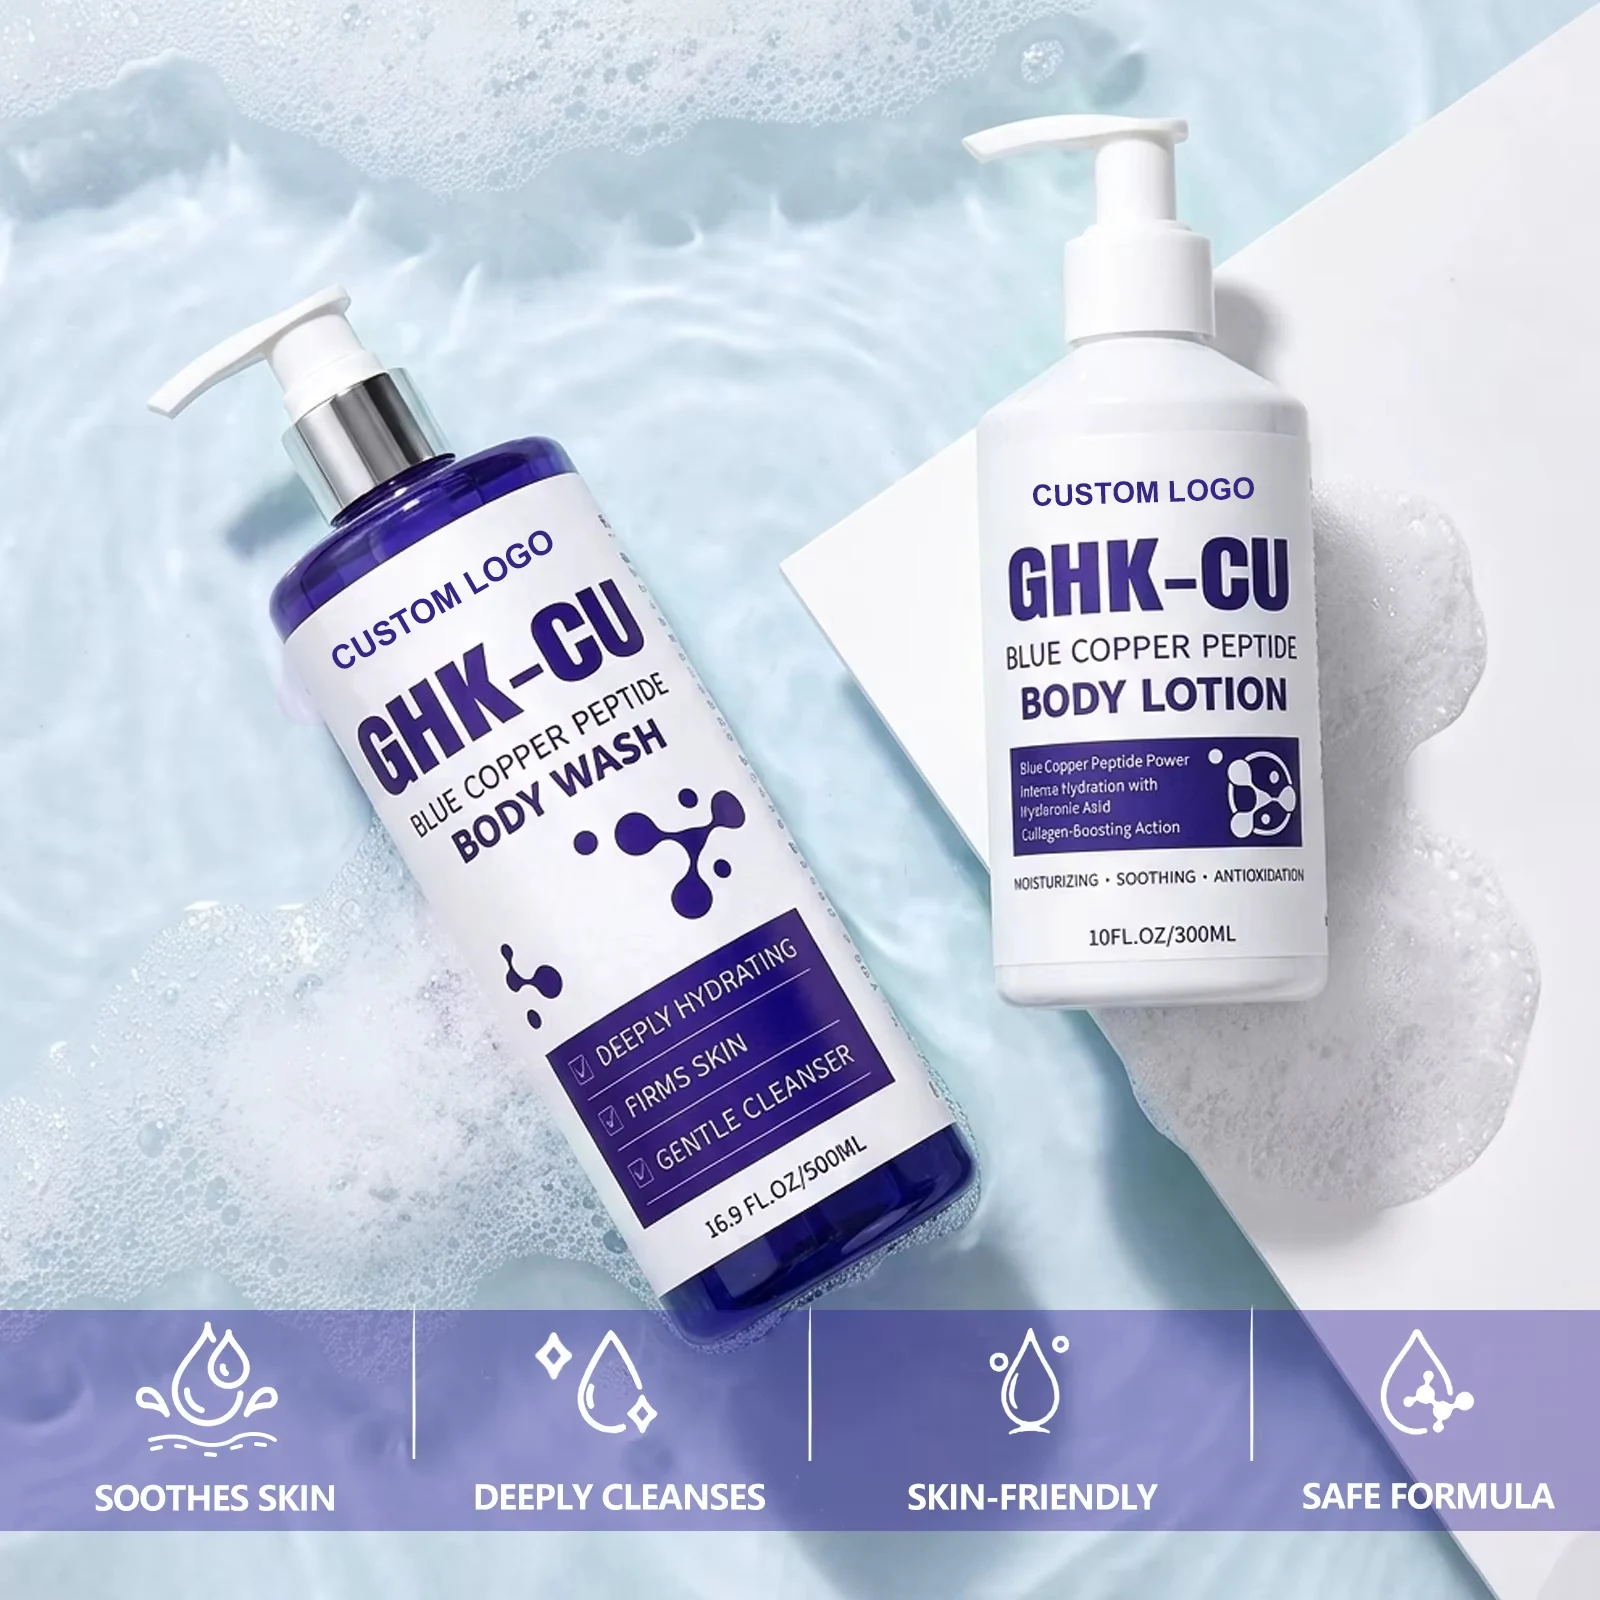 CUSTOM LOGO
GHK-CU
BLUE COPPER PEPTIDE
BODY WASH
DEEPLY HYDRATING
FIRMS SKIN
GENTLE CLEANSER
16.9 FL.OZ/500ML
CUSTOM LOGO
GHK-CU
BLUE COPPER PEPTIDE
BODY LOTION
Blue Copper Peptide Power
Intense Hydration with
Hyzlaronic Asid
Cullagen-Boosting Action
MOISTURIZING • SOOTHING • ANTIOXIDATION
10FL.OZ/300ML
SOOTHES SKIN
DEEPLY CLEANSES
SKIN-FRIENDLY
SAFE FORMULA